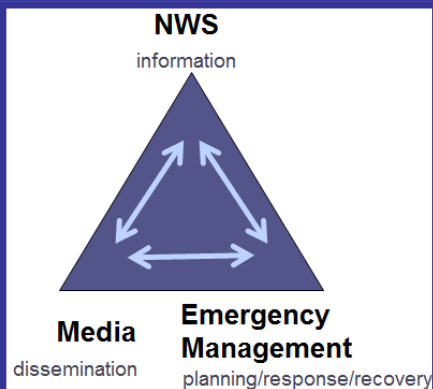 NWS
information
Media
dissemination
Emergency
Management
planning/response/recovery